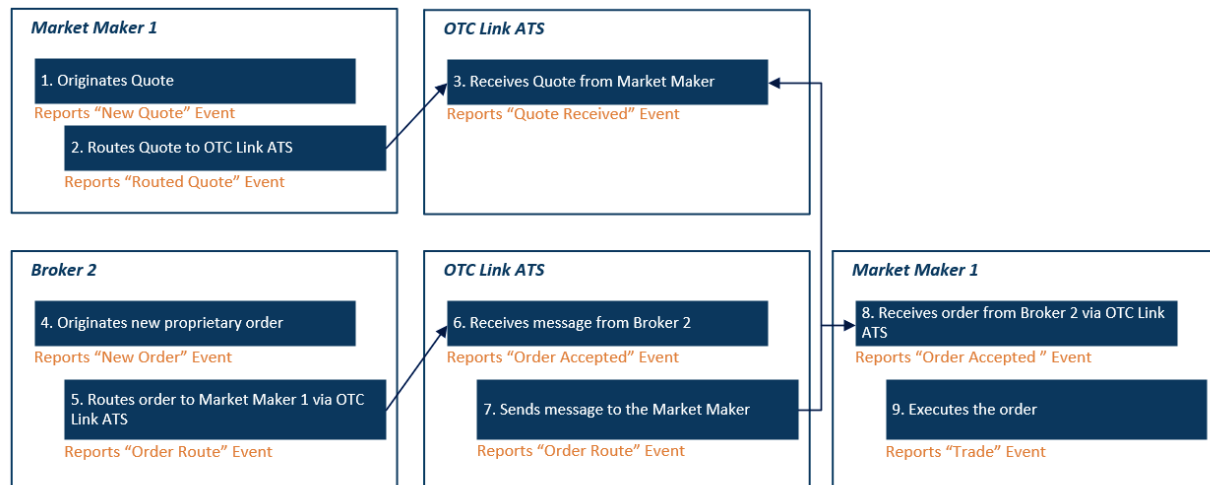 Market Maker 1
1. Originates Quote
Reports “New Quote” Event
2. Routes Quote to OTC Link ATS
Reports “Routed Quote” Event
OTC Link ATS
3. Receives Quote from Market Maker
Reports “Quote Received” Event
Broker 2
4. Originates new proprietary order
Reports “New Order” Event
5. Routes order to Market Maker 1 via OTC
Link ATS
Reports “Order Route” Event
OTC Link ATS
6. Receives message from Broker 2
Reports “Order Accepted” Event
7. Sends message to the Market Maker
Reports “Order Route” Event
Market Maker 1
8. Receives order from Broker 2 via OTC Link
ATS
Reports “Order Accepted ” Event
9. Executes the order
Reports “Trade” Event